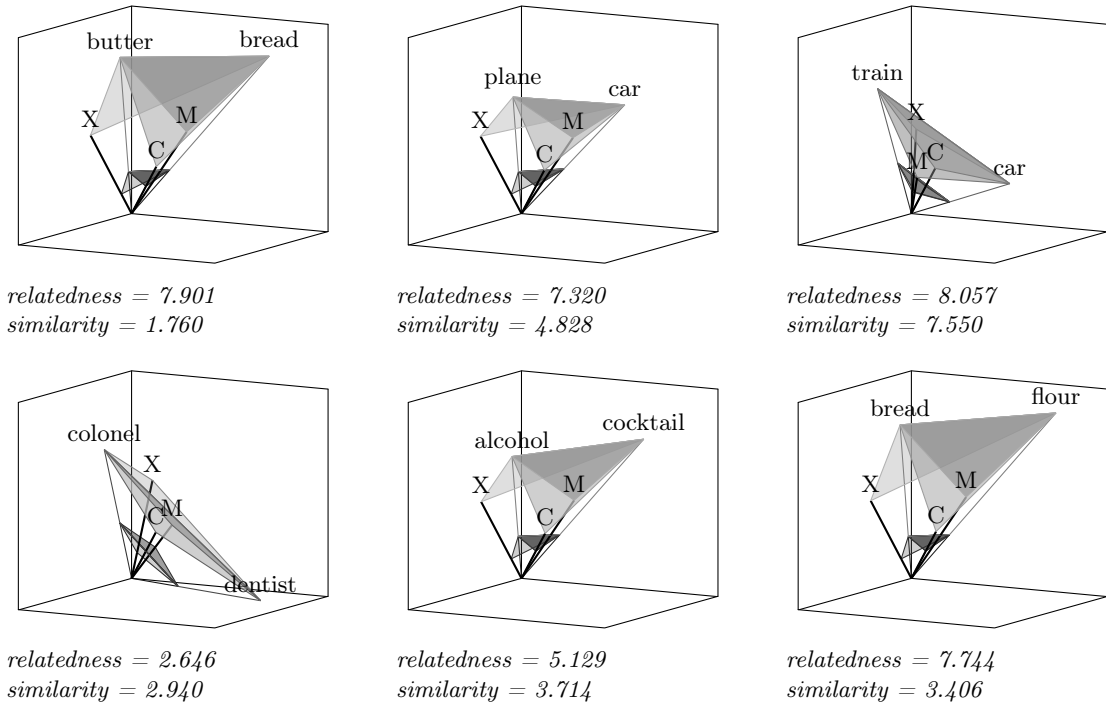 butter
bread
X
M
C
relatedness = 7.901
similarity = 1.760
plane
car
X
M
C
relatedness = 7.320
similarity = 4.828
train
X
M
C
car
relatedness = 8.057
similarity = 7.550
colonel
X
M
C
dentist
relatedness = 2.646
similarity = 2.940
alcohol
cocktail
X
M
C
relatedness = 5.129
similarity = 3.714
bread
flour
X
M
C
relatedness = 7.744
similarity = 3.406